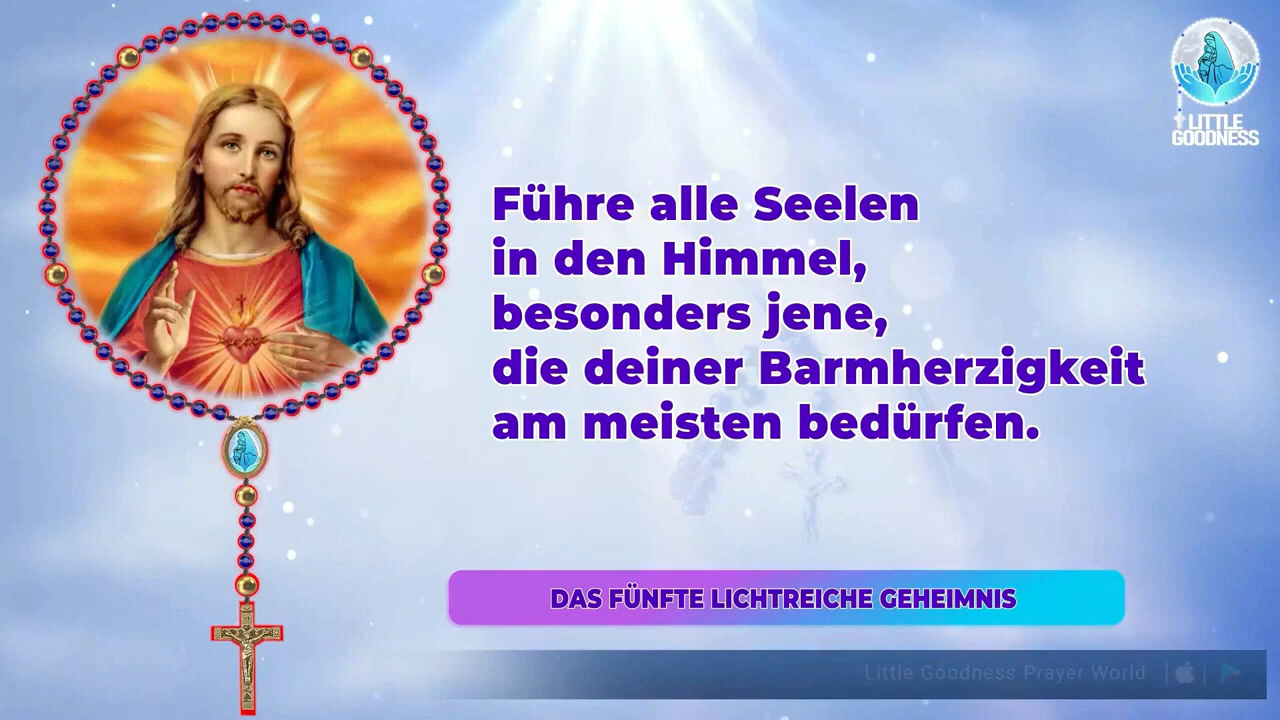 LITTLE
GOODNESS
Führe alle Seelen
in den Himmel,
besonders jene,
die deiner Barmherzigkeit
am meisten bedürfen.
DAS FÜNFTE LICHTREICHE GEHEIMNIS
Little Goodness Prayer World